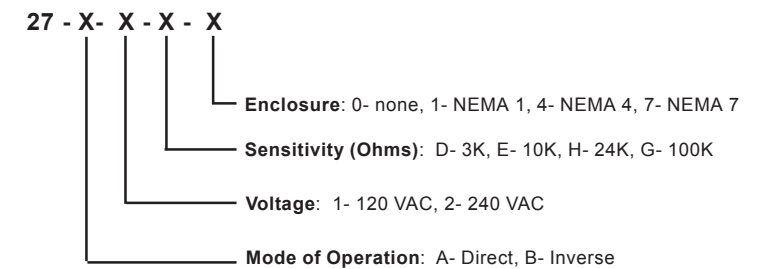 27 - X- X - X - X
Enclosure: 0- none, 1- NEMA 1, 4- NEMA 4, 7- NEMA 7
Sensitivity (Ohms): D- 3K, E- 10K, H- 24K, G- 100K
Voltage: 1- 120 VAC, 2- 240 VAC
Mode of Operation: A- Direct, B- Inverse